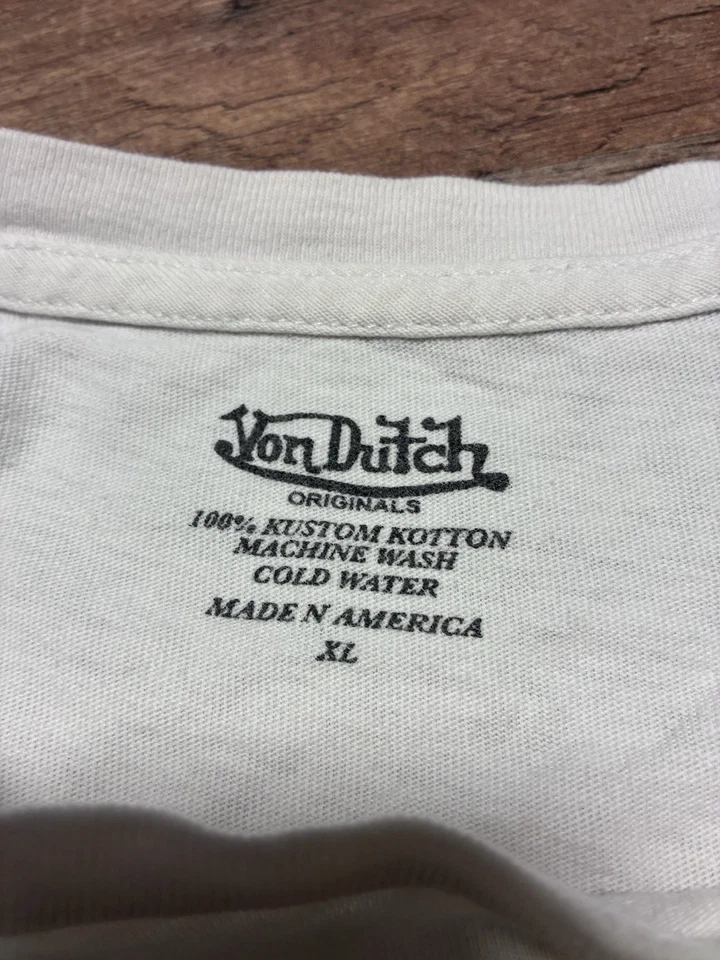 Von Dutch
ORIGINALS
100% KUSTOM KOTTON
MACHINE WASH
COLD WATER
MADE N AMERICA
XL